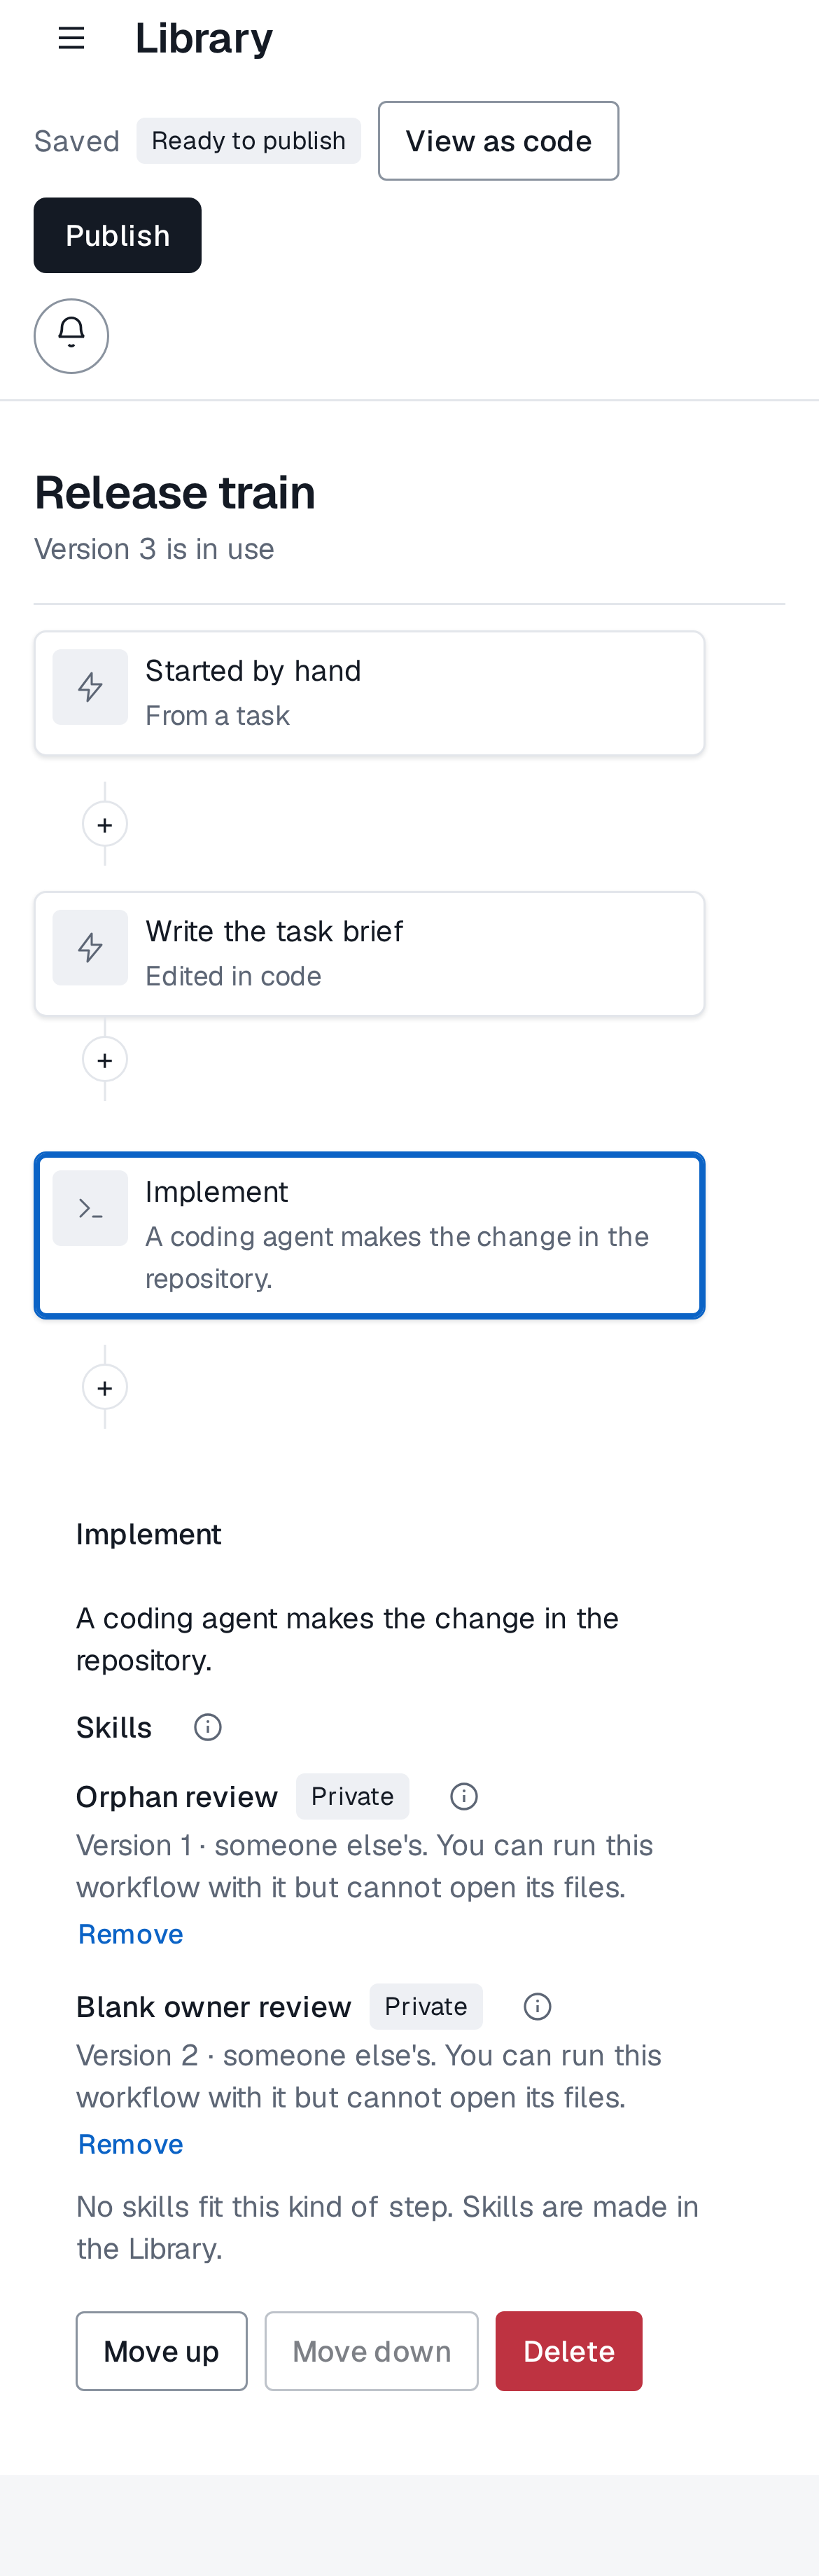 Library
Saved
Ready to publish
View as code
Publish
Release train
Version 3 is in use
Started by hand
From a task
+
Write the task brief
Edited in code
+
Implement
A coding agent makes the change in the
repository.
+
Implement
A coding agent makes the change in the
repository.
Skills
Orphan review
Private
Version 1 · someone else's. You can run this
workflow with it but cannot open its files.
Remove
Blank owner review
Private
Version 2 · someone else's. You can run this
workflow with it but cannot open its files.
Remove
No skills fit this kind of step. Skills are made in
the Library.
Move up
Move down
Delete